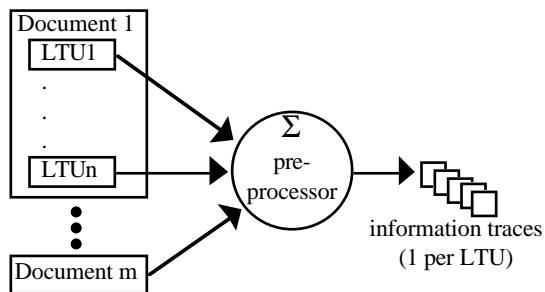 Document 1
LTU1
.
.
.
LTUn
Document m
Σ
pre-
processor
information traces
(1 per LTU)